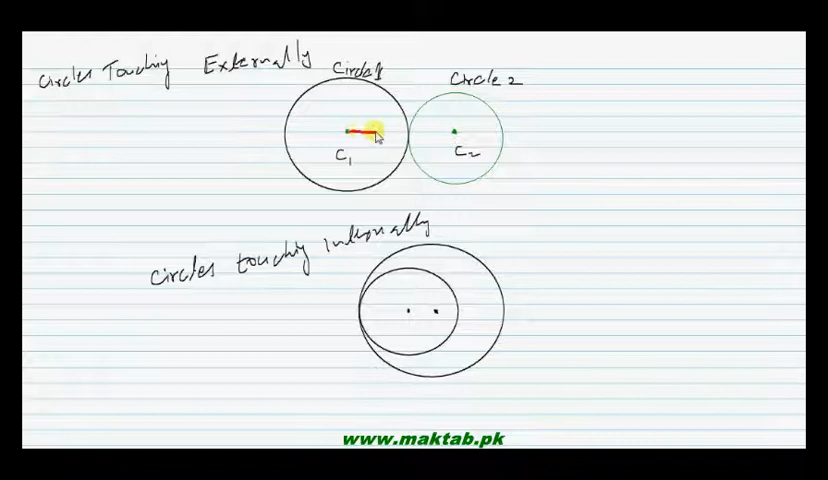 Circles Touching Externally
Circle 1
Circle 2
C1
C2
Circles touching internally
www.maktab.pk